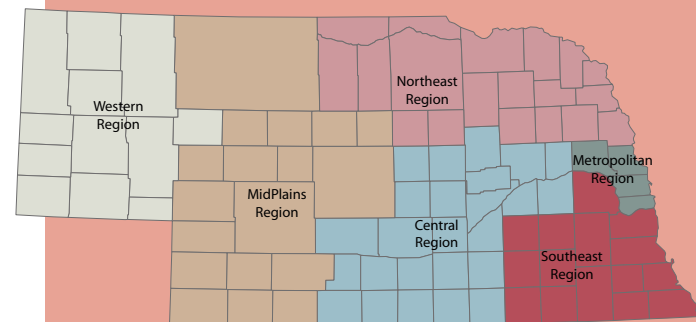 Western
Region
Northeast
Region
Metropolitan
Region
MidPlains
Region
Central
Region
Southeast
Region